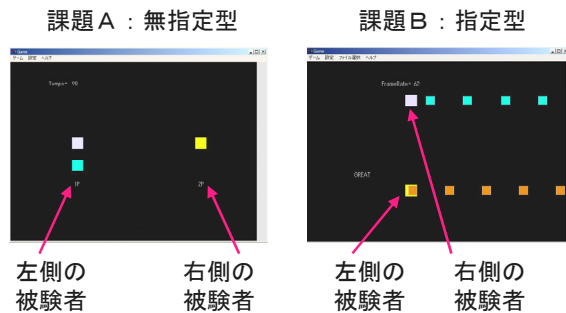 課題A：無指定型
課題B：指定型
Game
ゲーム 設定 ヘルプ
Tempo= 90
1P
2P
Game
ゲーム 設定 ファイル選択 ヘルプ
FrameRate= 62
GREAT
左側の
被験者
右側の
被験者
左側の
被験者
右側の
被験者